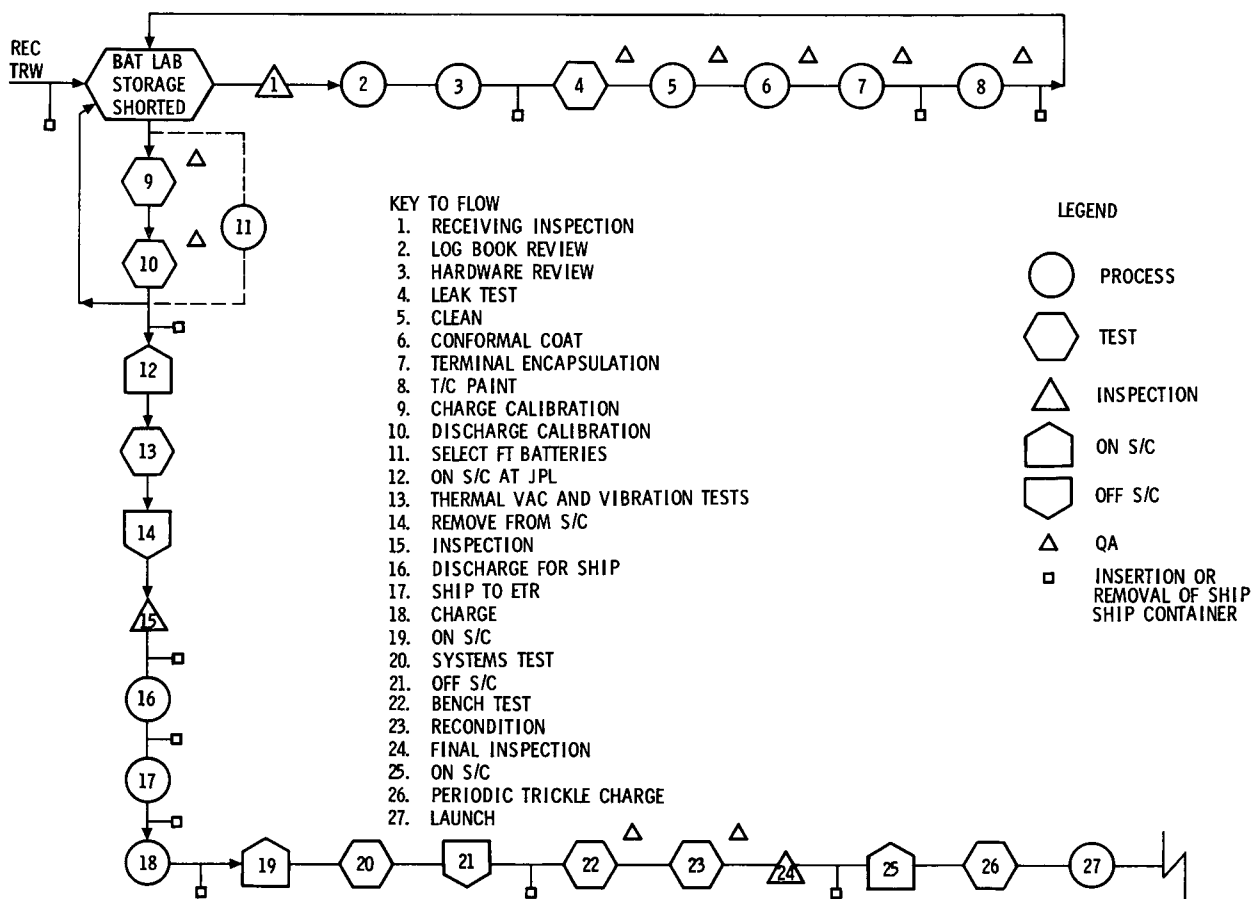 REC
TRW
BAT LAB
STORAGE
SHORTED
1
2
3
4
5
6
7
8
9
10
11
12
13
14
15
16
17
18
19
20
21
22
23
24
25
26
27
KEY TO FLOW
1. RECEIVING INSPECTION
2. LOG BOOK REVIEW
3. HARDWARE REVIEW
4. LEAK TEST
5. CLEAN
6. CONFORMAL COAT
7. TERMINAL ENCAPSULATION
8. T/C PAINT
9. CHARGE CALIBRATION
10. DISCHARGE CALIBRATION
11. SELECT FT BATTERIES
12. ON S/C AT JPL
13. THERMAL VAC AND VIBRATION TESTS
14. REMOVE FROM S/C
15. INSPECTION
16. DISCHARGE FOR SHIP
17. SHIP TO ETR
18. CHARGE
19. ON S/C
20. SYSTEMS TEST
21. OFF S/C
22. BENCH TEST
23. RECONDITION
24. FINAL INSPECTION
25. ON S/C
26. PERIODIC TRICKLE CHARGE
27. LAUNCH
LEGEND
PROCESS
TEST
INSPECTION
ON S/C
OFF S/C
QA
INSERTION OR
REMOVAL OF SHIP
SHIP CONTAINER